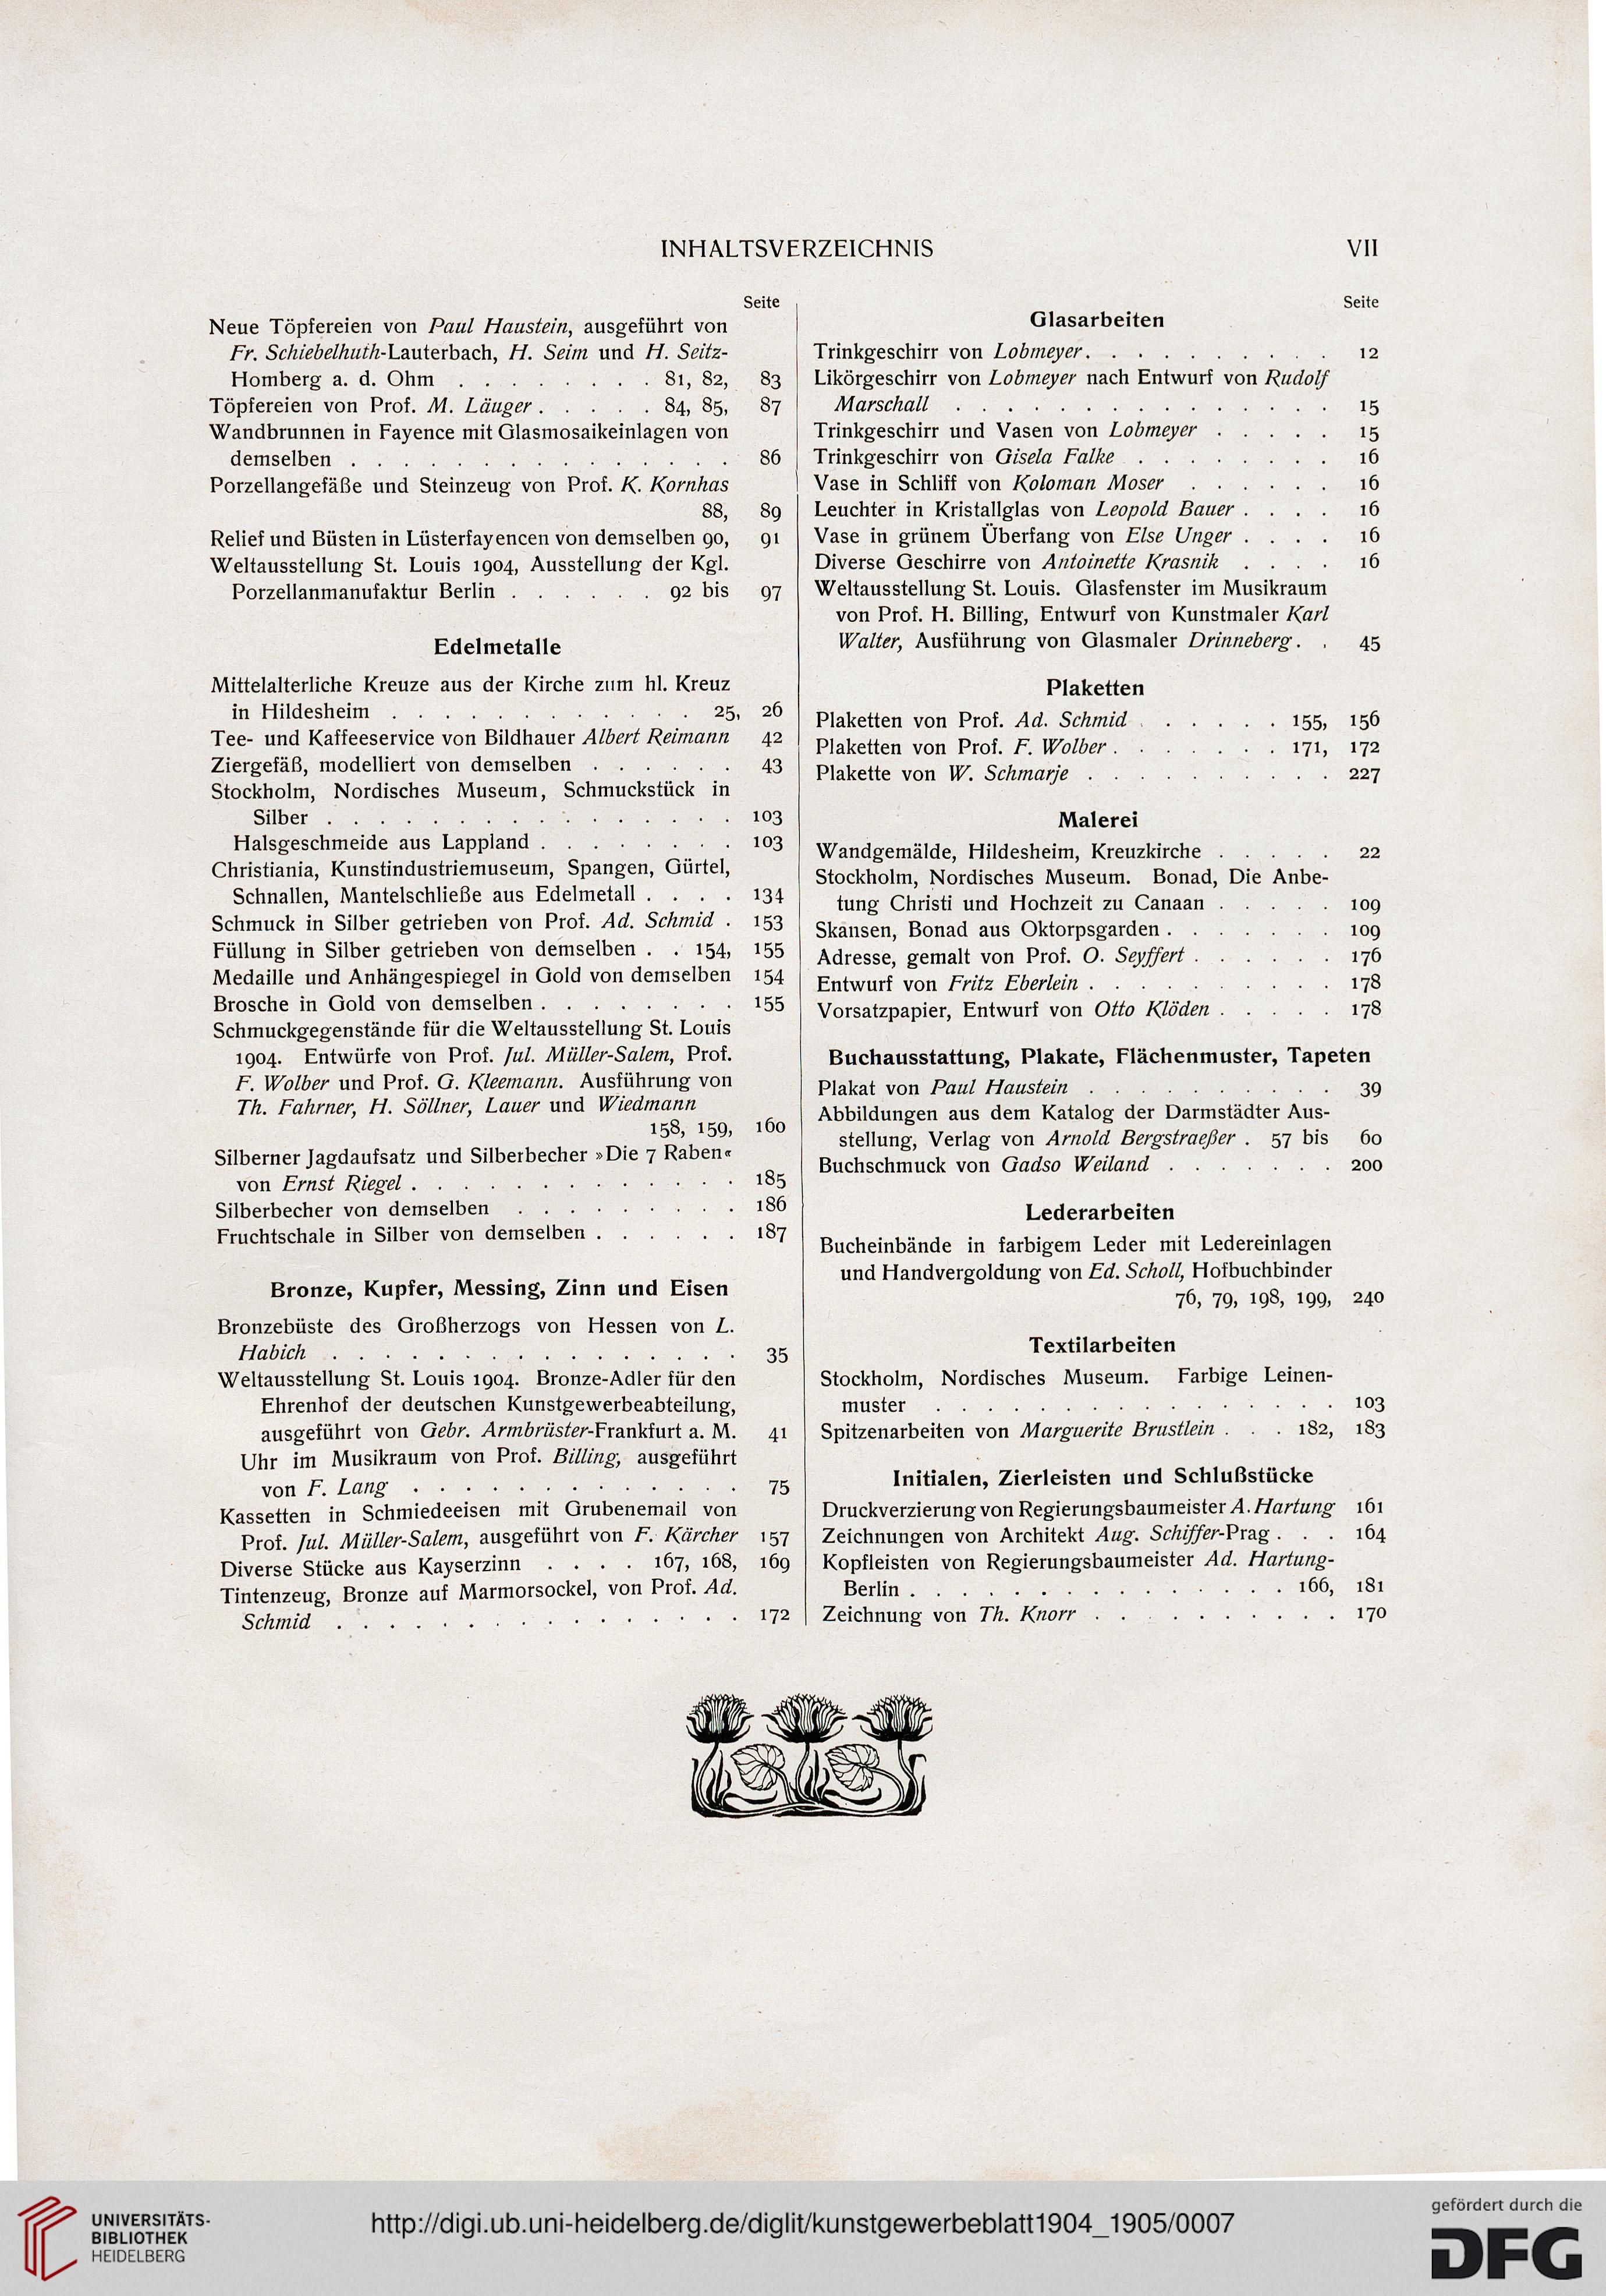 INHALTSVERZEICHNIS VII
Seite
Neue Töpfereien von Paul Haustein, ausgeführt von
Fr. Schiebelhuth-Lauterbach, H. Seim und H. Seitz-
Homberg a. d. Ohm . . . . . . . . 81, 82, 83
Töpfereien von Prof. M. Läuger . . . . . 84, 85, 87
Wandbrunnen in Fayence mit Glasmosaikeinlagen von
demselben . . . . . . . . . . . . . . . 86
Porzellangefäße und Steinzeug von Prof. K. Kornhas
88, 89
Relief und Büsten in Lüsterfayencen von demselben 90, 91
Weltausstellung St. Louis 1904, Ausstellung der Kgl.
Porzellanmanufaktur Berlin . . . . . . 92 bis 97
Edelmetalle
Mittelalterliche Kreuze aus der Kirche zum hl. Kreuz
in Hildesheim . . . . . . . . . . . . 25, 26
Tee- und Kaffeeservice von Bildhauer Albert Reimann 42
Ziergefäß, modelliert von demselben . . . . . . 43
Stockholm, Nordisches Museum, Schmuckstück in
Silber . . . . . . . . . . . . . . . . 103
Halsgeschmeide aus Lappland . . . . . . . . 103
Christiania, Kunstindustriemuseum, Spangen, Gürtel,
Schnallen, Mantelschließe aus Edelmetall . . . . 134
Schmuck in Silber getrieben von Prof. Ad. Schmid . 153
Füllung in Silber getrieben von demselben . . 154, 155
Medaille und Anhängespiegel in Gold von demselben 154
Brosche in Gold von demselben . . . . . . . . 155
Schmuckgegenstände für die Weltausstellung St. Louis
1904. Entwürfe von Prof. Jul. Müller-Salem, Prof.
F. Wolber und Prof. G. Kleemann. Ausführung von
Th. Fahrner, H. Söllner, Lauer und Wiedmann
158, 159, 160
Silberner Jagdaufsatz und Silberbecher »Die 7 Raben«
von Ernst Riegel . . . . . . . . . . . . . 185
Silberbecher von demselben . . . . . . . . . 186
Fruchtschale in Silber von demselben . . . . . . 187
Bronze, Kupfer, Messing, Zinn und Eisen
Bronzebüste des Großherzogs von Hessen von L.
Habich . . . . . . . . . . . . . . . . 35
Weltausstellung St. Louis 1904. Bronze-Adler für den
Ehrenhof der deutschen Kunstgewerbeabteilung,
ausgeführt von Gebr. Armbrüster-Frankfurt a. M. 41
Uhr im Musikraum von Prof. Billing, ausgeführt
von F. Lang . . . . . . . . . . . . . 75
Kassetten in Schmiedeeisen mit Grubenemail von
Prof. Jul. Müller-Salem, ausgeführt von F. Kärcher 157
Diverse Stücke aus Kayserzinn . . . . 167, 168, 169
Tintenzeug, Bronze auf Marmorsockel, von Prof. Ad.
Schmid . . . . . . . . . . . . . . . . 172
Seite
Glasarbeiten
Trinkgeschirr von Lobmeyer . . . . . . . . . . 12
Likörgeschirr von Lobmeyer nach Entwurf von Rudolf
Marschall . . . . . . . . . . . . . . . 15
Trinkgeschirr und Vasen von Lobmeyer . . . . . 15
Trinkgeschirr von Gisela Falke . . . . . . . . 16
Vase in Schliff von Koloman Moser . . . . . . 16
Leuchter in Kristallglas von Leopold Bauer . . . . 16
Vase in grünem Überfang von Else Unger . . . . 16
Diverse Geschirre von Antoinette Krasnik . . . . 16
Weltausstellung St. Louis. Glasfenster im Musikraum
von Prof. H. Billing, Entwurf von Kunstmaler Karl
Walter, Ausführung von Glasmaler Drinneberg . . 45
Plaketten
Plaketten von Prof. Ad. Schmid . . . . . . 155, 156
Plaketten von Prof. F. Wolber . . . . . . . 171, 172
Plakette von W. Schmarje . . . . . . . . . . 227
Malerei
Wandgemälde, Hildesheim, Kreuzkirche . . . . . 22
Stockholm, Nordisches Museum. Bonad, Die Anbe-
tung Christi und Hochzeit zu Canaan . . . . . 109
Skansen, Bonad aus Oktorpsgarden . . . . . . . 109
Adresse, gemalt von Prof. O. Seyffert . . . . . . 176
Entwurf von Fritz Eberlein . . . . . . . . . . 178
Vorsatzpapier, Entwurf von Otto Klöden . . . . . 178
Buchausstattung, Plakate, Flächenmuster, Tapeten
Plakat von Paul Haustein . . . . . . . . . . 39
Abbildungen aus dem Katalog der Darmstädter Aus-
stellung, Verlag von Arnold Bergstraeßer . 57 bis 60
Buchschmuck von Gadso Weiland . . . . . . . 200
Lederarbeiten
Bucheinbände in farbigem Leder mit Ledereinlagen
und Handvergoldung von Ed. Scholl, Hofbuchbinder
76, 79, 198, 199, 240
Textilarbeiten
Stockholm, Nordisches Museum. Farbige Leinen-
muster . . . . . . . . . . . . . . . . 103
Spitzenarbeiten von Marguerite Brustlein . . . 182, 183
Initialen, Zierleisten und Schlußstücke
Druckverzierung von Regierungsbaumeister A. Hartung 161
Zeichnungen von Architekt Aug. Schiffer-Prag . . . 164
Kopfleisten von Regierungsbaumeister Ad. Hartung-
Berlin . . . . . . . . . . . . . . . 166, 181
Zeichnung von Th. Knorr . . . . . . . . . . 170
UNIVERSITÄTS-
BIBLIOTHEK
HEIDELBERG
http://digi.ub.uni-heidelberg.de/diglit/kunstgewerbeblatt1904_1905/0007
gefördert durch die
DFG